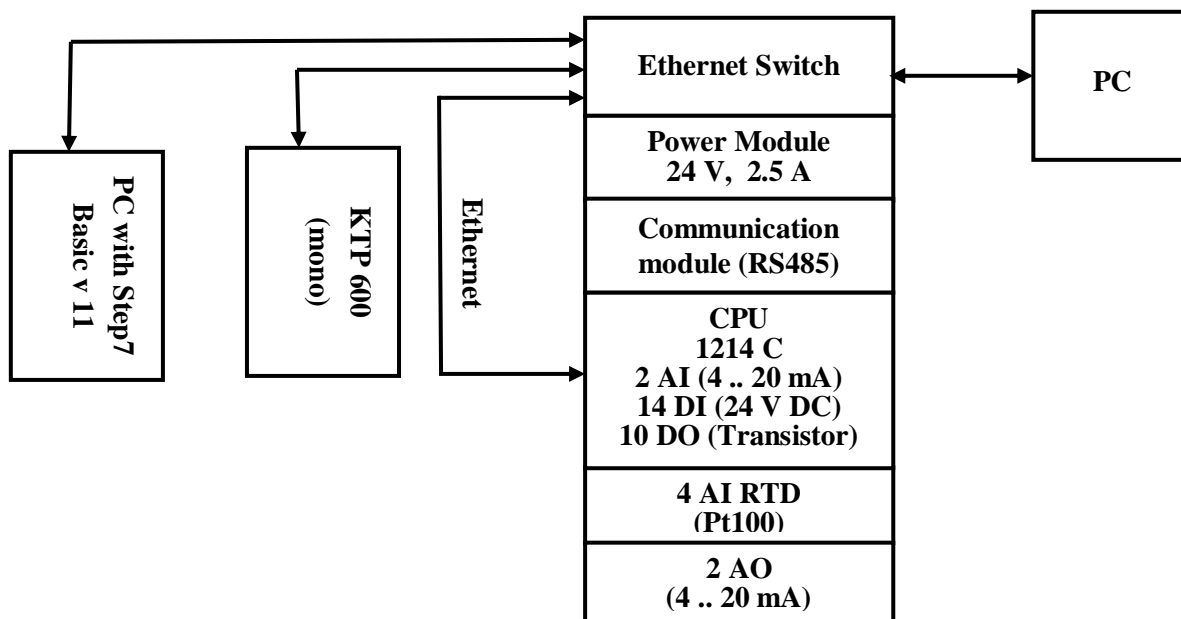 Ethernet Switch
PC
Power Module
24 V, 2.5 A
PC with Step7
Basic v 11
KTP 600
(mono)
Ethernet
Communication
module (RS485)
CPU
1214 C
2 AI (4 .. 20 mA)
14 DI (24 V DC)
10 DO (Transistor)
4 AI RTD
(Pt100)
2 AO
(4 .. 20 mA)